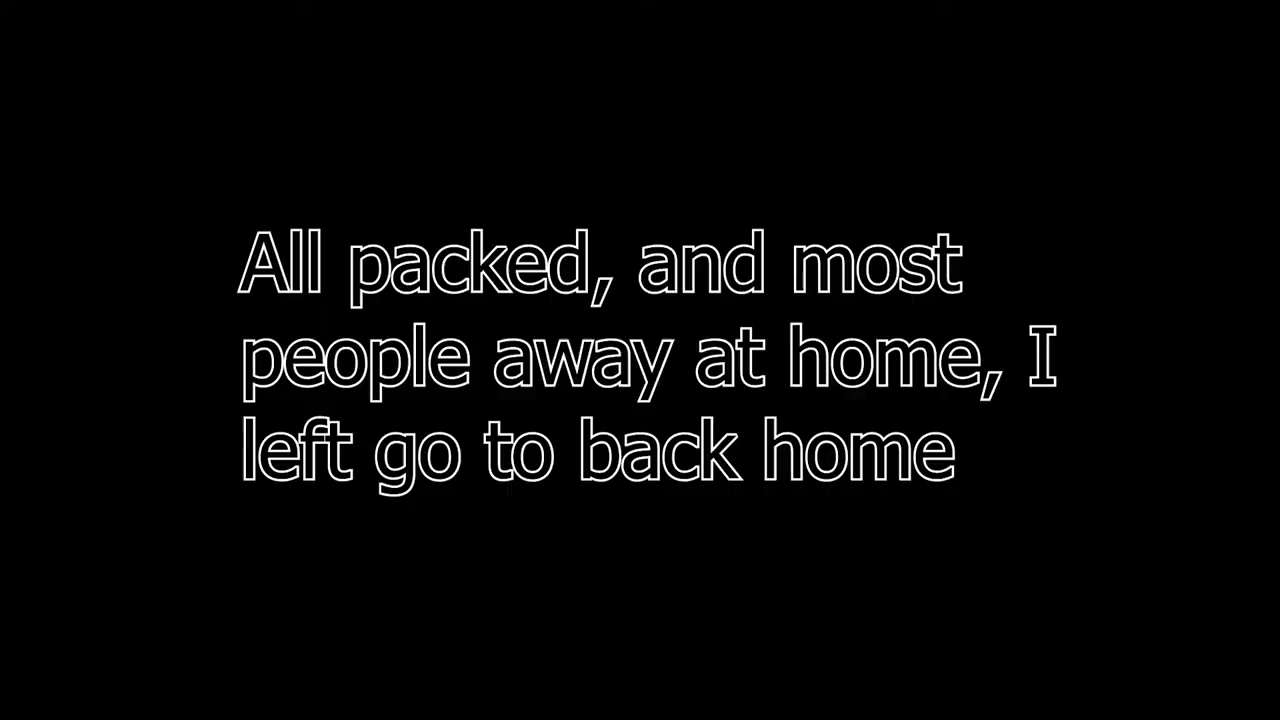 All packed, and most
people away at home, I
left go to back home